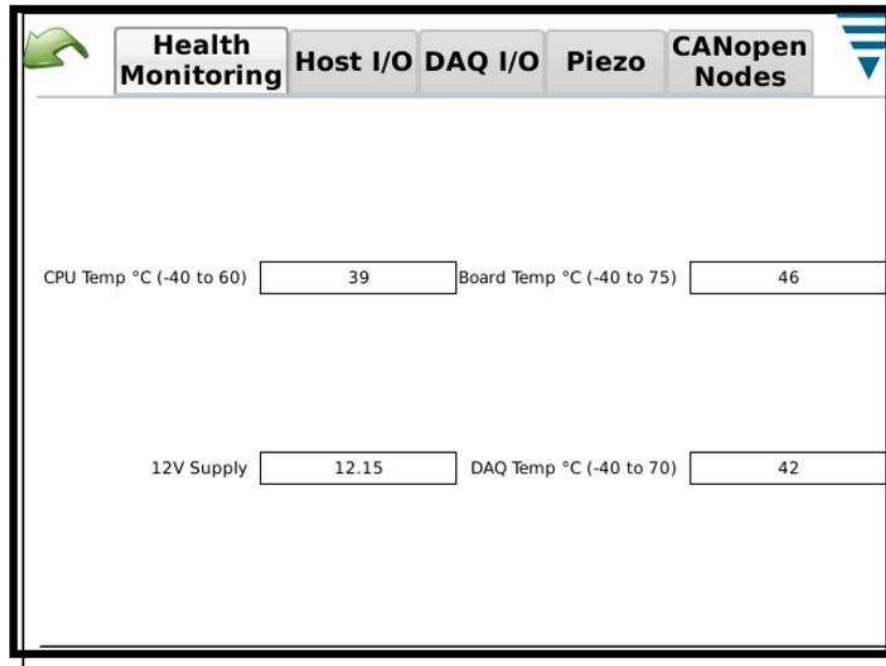 Health
Monitoring
Host I/O
DAQ I/O
Piezo
CANopen
Nodes
CPU Temp °C (-40 to 60) 39 Board Temp °C (-40 to 75) 46
12V Supply 12.15 DAQ Temp °C (-40 to 70) 42